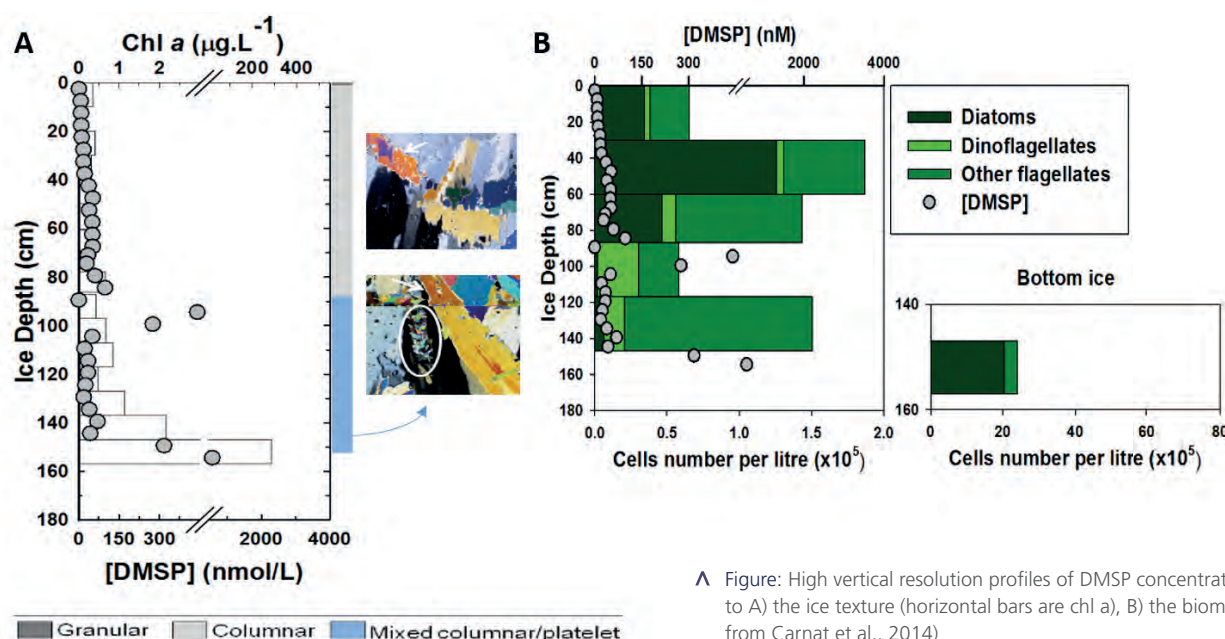 A
Chl a (µg.L-1)
0 1 2 200 400
0
20
40
60
80
100
120
140
160
180
Ice Depth (cm)
0 150 300 2000 4000
[DMSP] (nmol/L)
Granular Columnar Mixed columnar/platelet
B
[DMSP] (nM)
0 150 300 2000 4000
0
20
40
60
80
100
120
140
160
180
Ice Depth (cm)
0.0 0.5 1.0 1.5 2.0
Cells number per litre (x10^5)
Diatoms
Dinoflagellates
Other flagellates
[DMSP]
Bottom ice
140
160
0 20 40 60 80
Cells number per litre (x10^5)
Figure: High vertical resolution profiles of DMSP concentrat
to A) the ice texture (horizontal bars are chl a), B) the biom
from Carnat et al., 2014)